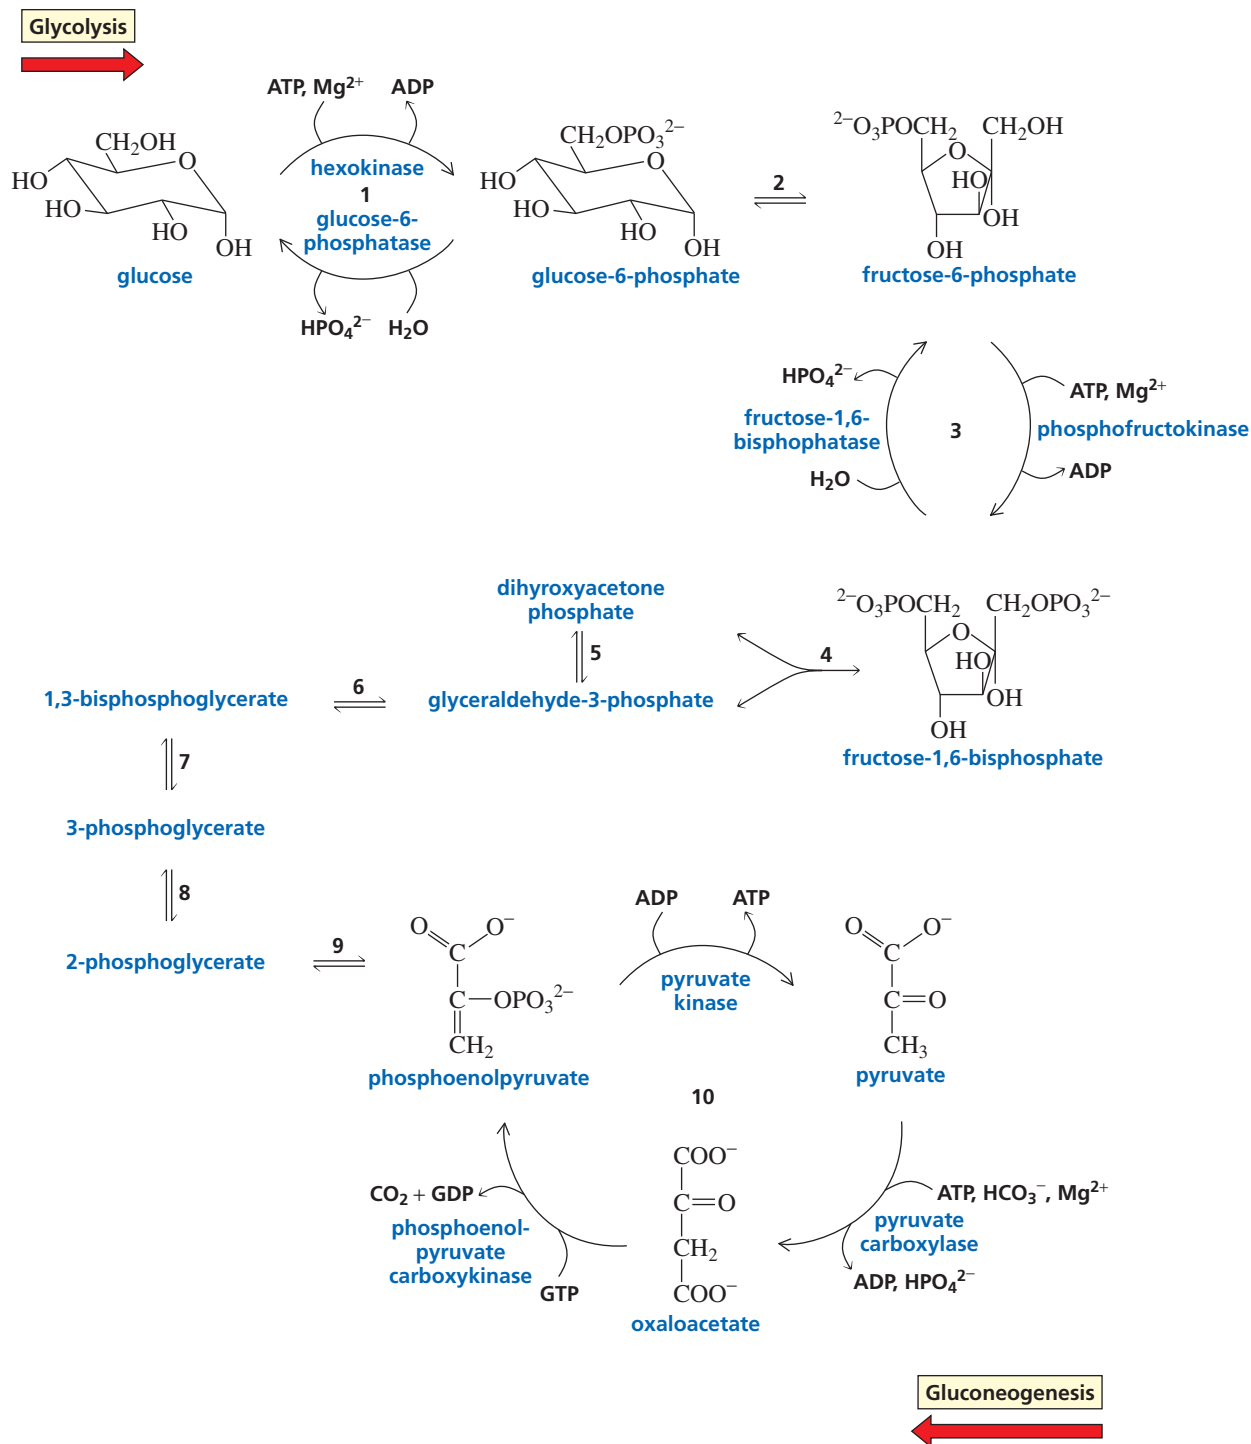 Glycolysis
ATP, Mg²⁺ ADP
CH₂OH
O
HO
HO
HO
OH
glucose
hexokinase
1
glucose-6-
phosphatase
HPO₄²⁻ H₂O
CH₂OPO₃²⁻
O
HO
HO
HO
OH
glucose-6-phosphate
2
²⁻O₃POCH₂ CH₂OH
O
HO
OH
OH
fructose-6-phosphate
HPO₄²⁻
fructose-1,6-
bisphophatase
H₂O
3
ATP, Mg²⁺
phosphofructokinase
ADP
²⁻O₃POCH₂ CH₂OPO₃²⁻
O
HO
OH
OH
fructose-1,6-bisphosphate
4
dihyroxyacetone
phosphate
5
glyceraldehyde-3-phosphate
6
1,3-bisphosphoglycerate
7
3-phosphoglycerate
8
2-phosphoglycerate
9
O O⁻
C
C—OPO₃²⁻
CH₂
phosphoenolpyruvate
ADP ATP
pyruvate
kinase
O O⁻
C
C=O
CH₃
pyruvate
10
ATP, HCO₃⁻, Mg²⁺
pyruvate
carboxylase
ADP, HPO₄²⁻
COO⁻
C=O
CH₂
COO⁻
oxaloacetate
CO₂ + GDP
phosphoenol-
pyruvate
carboxykinase
GTP
Gluconeogenesis